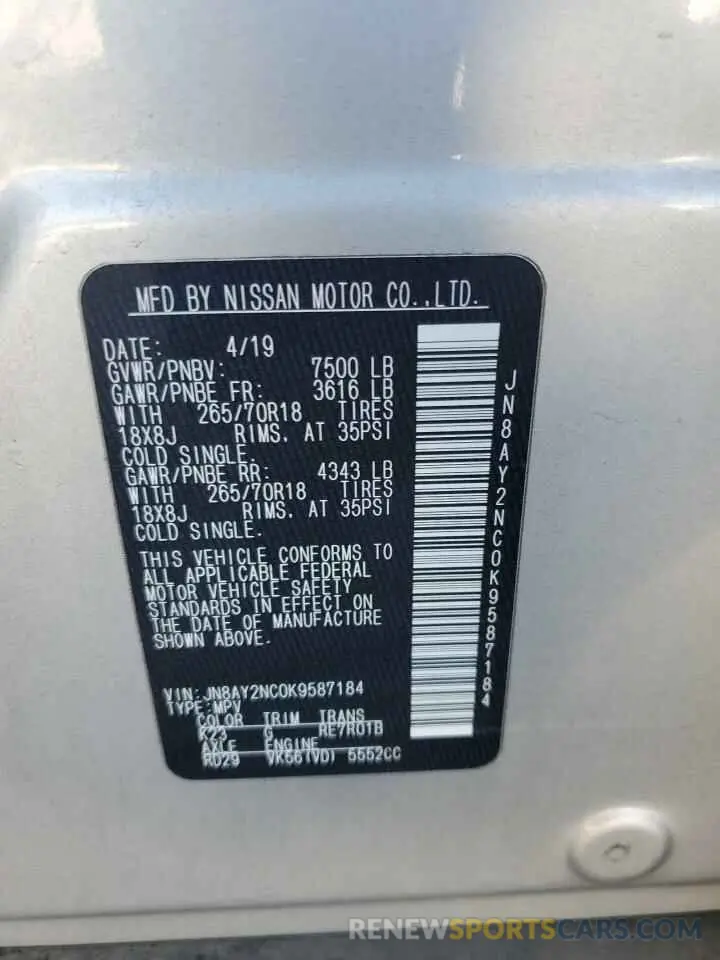 MFD BY NISSAN MOTOR CO.,LTD.
DATE: 4/19
GVWR/PNBV: 7500 LB
GAWR/PNBE FR: 3616 LB
WITH 265/70R18 TIRES
18X8J RIMS. AT 35PSI
COLD SINGLE.
GAWR/PNBE RR: 4343 LB
WITH 265/70R18 TIRES
18X8J RIMS. AT 35PSI
COLD SINGLE.
THIS VEHICLE CONFORMS TO
ALL APPLICABLE FEDERAL
MOTOR VEHICLE SAFETY
STANDARDS IN EFFECT ON
THE DATE OF MANUFACTURE
SHOWN ABOVE.
VIN:JN8AY2NC0K9587184
TYPE:MPV
COLOR TRIM TRANS
K23 G RE7R01B
AXLE ENGINE
RD29 VK56(VD) 5552CC
JN8AY2NC0K9587184
RENEWSPORTSCARS.COM